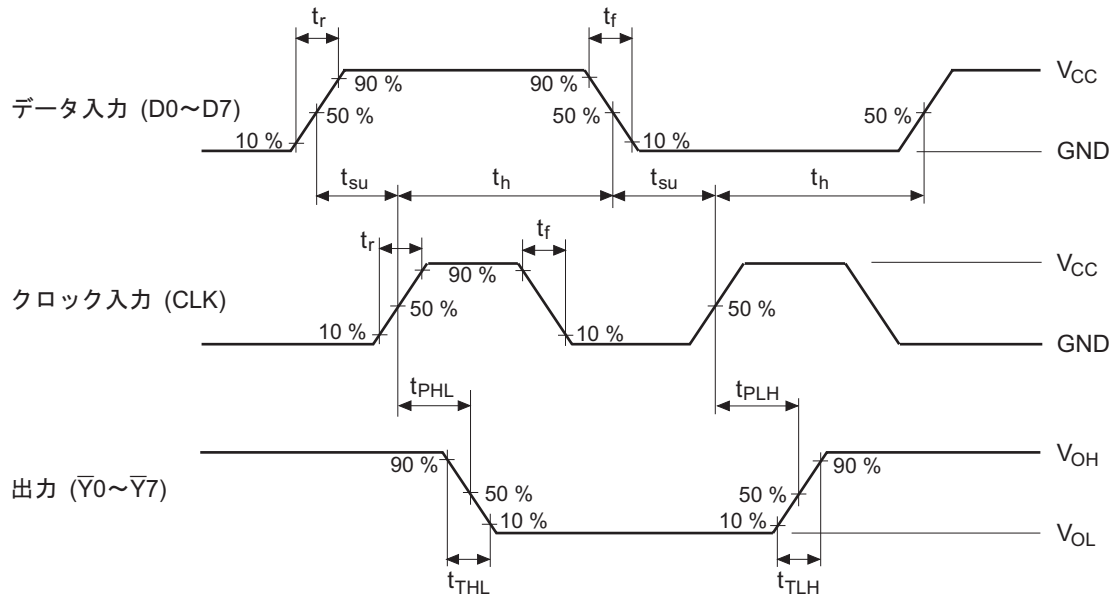 tr
tf
90 %
90 %
VCC
データ入力 (D0～D7)
50 %
50 %
50 %
10 %
10 %
GND
tsu
th
tsu
th
tr
tf
VCC
90 %
クロック入力 (CLK)
50 %
50 %
10 %
10 %
GND
tPHL
tPLH
VOH
90 %
90 %
出力 (Y̅0～Y̅7)
50 %
50 %
10 %
10 %
VOL
tTHL
tTLH